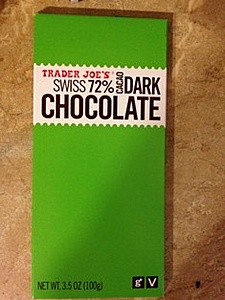 TRADER JOE'S®
SWISS 72% CACAO DARK
CHOCOLATE
NET WT. 3.5 OZ (100g)
g V